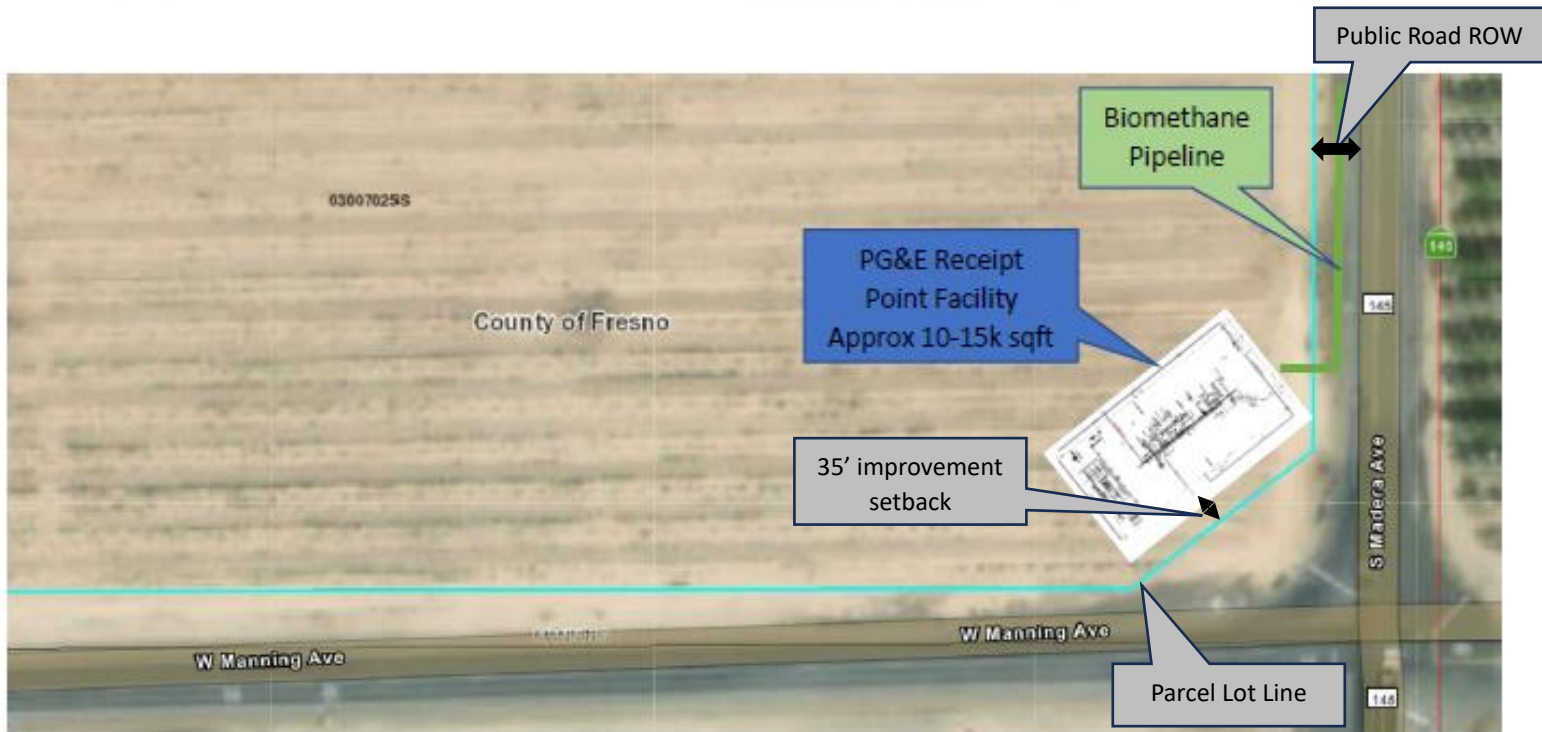 Public Road ROW
Biomethane
Pipeline
03007025IS
PG&E Receipt
Point Facility
Approx 10-15k sqft
County of Fresno
145
145
35' improvement
setback
S Madera Ave
W Manning Ave
W Manning Ave
Parcel Lot Line
145